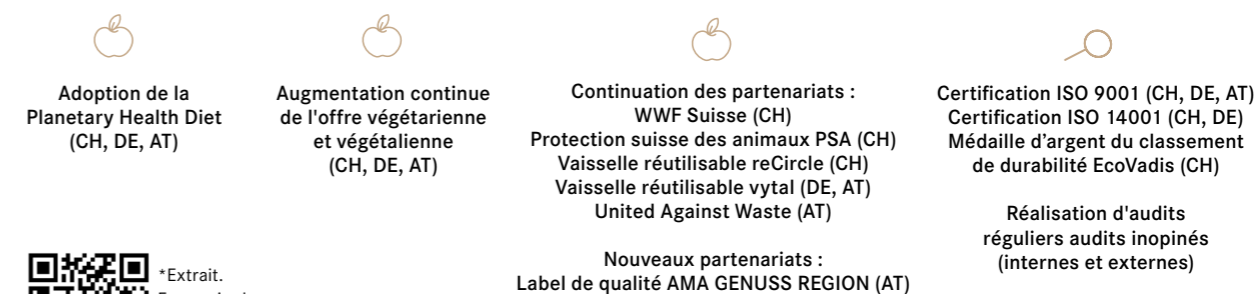 Adoption de la
Planetary Health Diet
(CH, DE, AT)
Augmentation continue
de l'offre végétarienne
et végétalienne
(CH, DE, AT)
Continuation des partenariats :
WWF Suisse (CH)
Protection suisse des animaux PSA (CH)
Vaisselle réutilisable reCircle (CH)
Vaisselle réutilisable vytal (DE, AT)
United Against Waste (AT)
Nouveaux partenariats :
Label de qualité AMA GENUSS REGION (AT)
Certification ISO 9001 (CH, DE, AT)
Certification ISO 14001 (CH, DE)
Médaille d’argent du classement
de durabilité EcoVadis (CH)
Réalisation d'audits
réguliers audits inopinés
(internes et externes)
*Extrait.